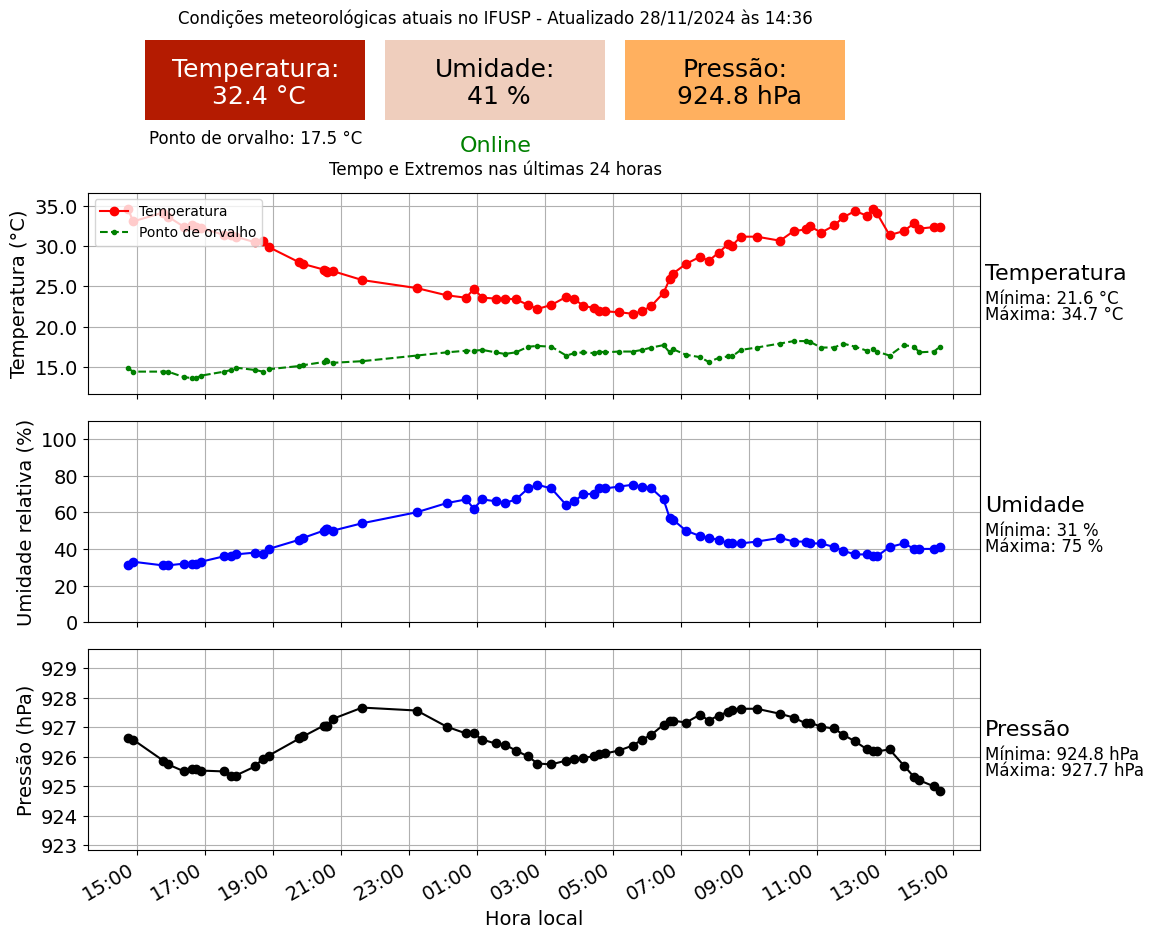 Condições meteorológicas atuais no IFUSP - Atualizado 28/11/2024 às 14:36
Temperatura:
32.4 °C
Umidade:
41 %
Pressão:
924.8 hPa
Ponto de orvalho: 17.5 °C
Online
Tempo e Extremos nas últimas 24 horas
Temperatura (°C)
35.0
30.0
25.0
20.0
15.0
Temperatura
Ponto de orvalho
Temperatura
Mínima: 21.6 °C
Máxima: 34.7 °C
Umidade relativa (%)
100
80
60
40
20
0
Umidade
Mínima: 31 %
Máxima: 75 %
Pressão (hPa)
929
928
927
926
925
924
923
Pressão
Mínima: 924.8 hPa
Máxima: 927.7 hPa
15:00
17:00
19:00
21:00
23:00
01:00
03:00
05:00
07:00
09:00
11:00
13:00
15:00
Hora local